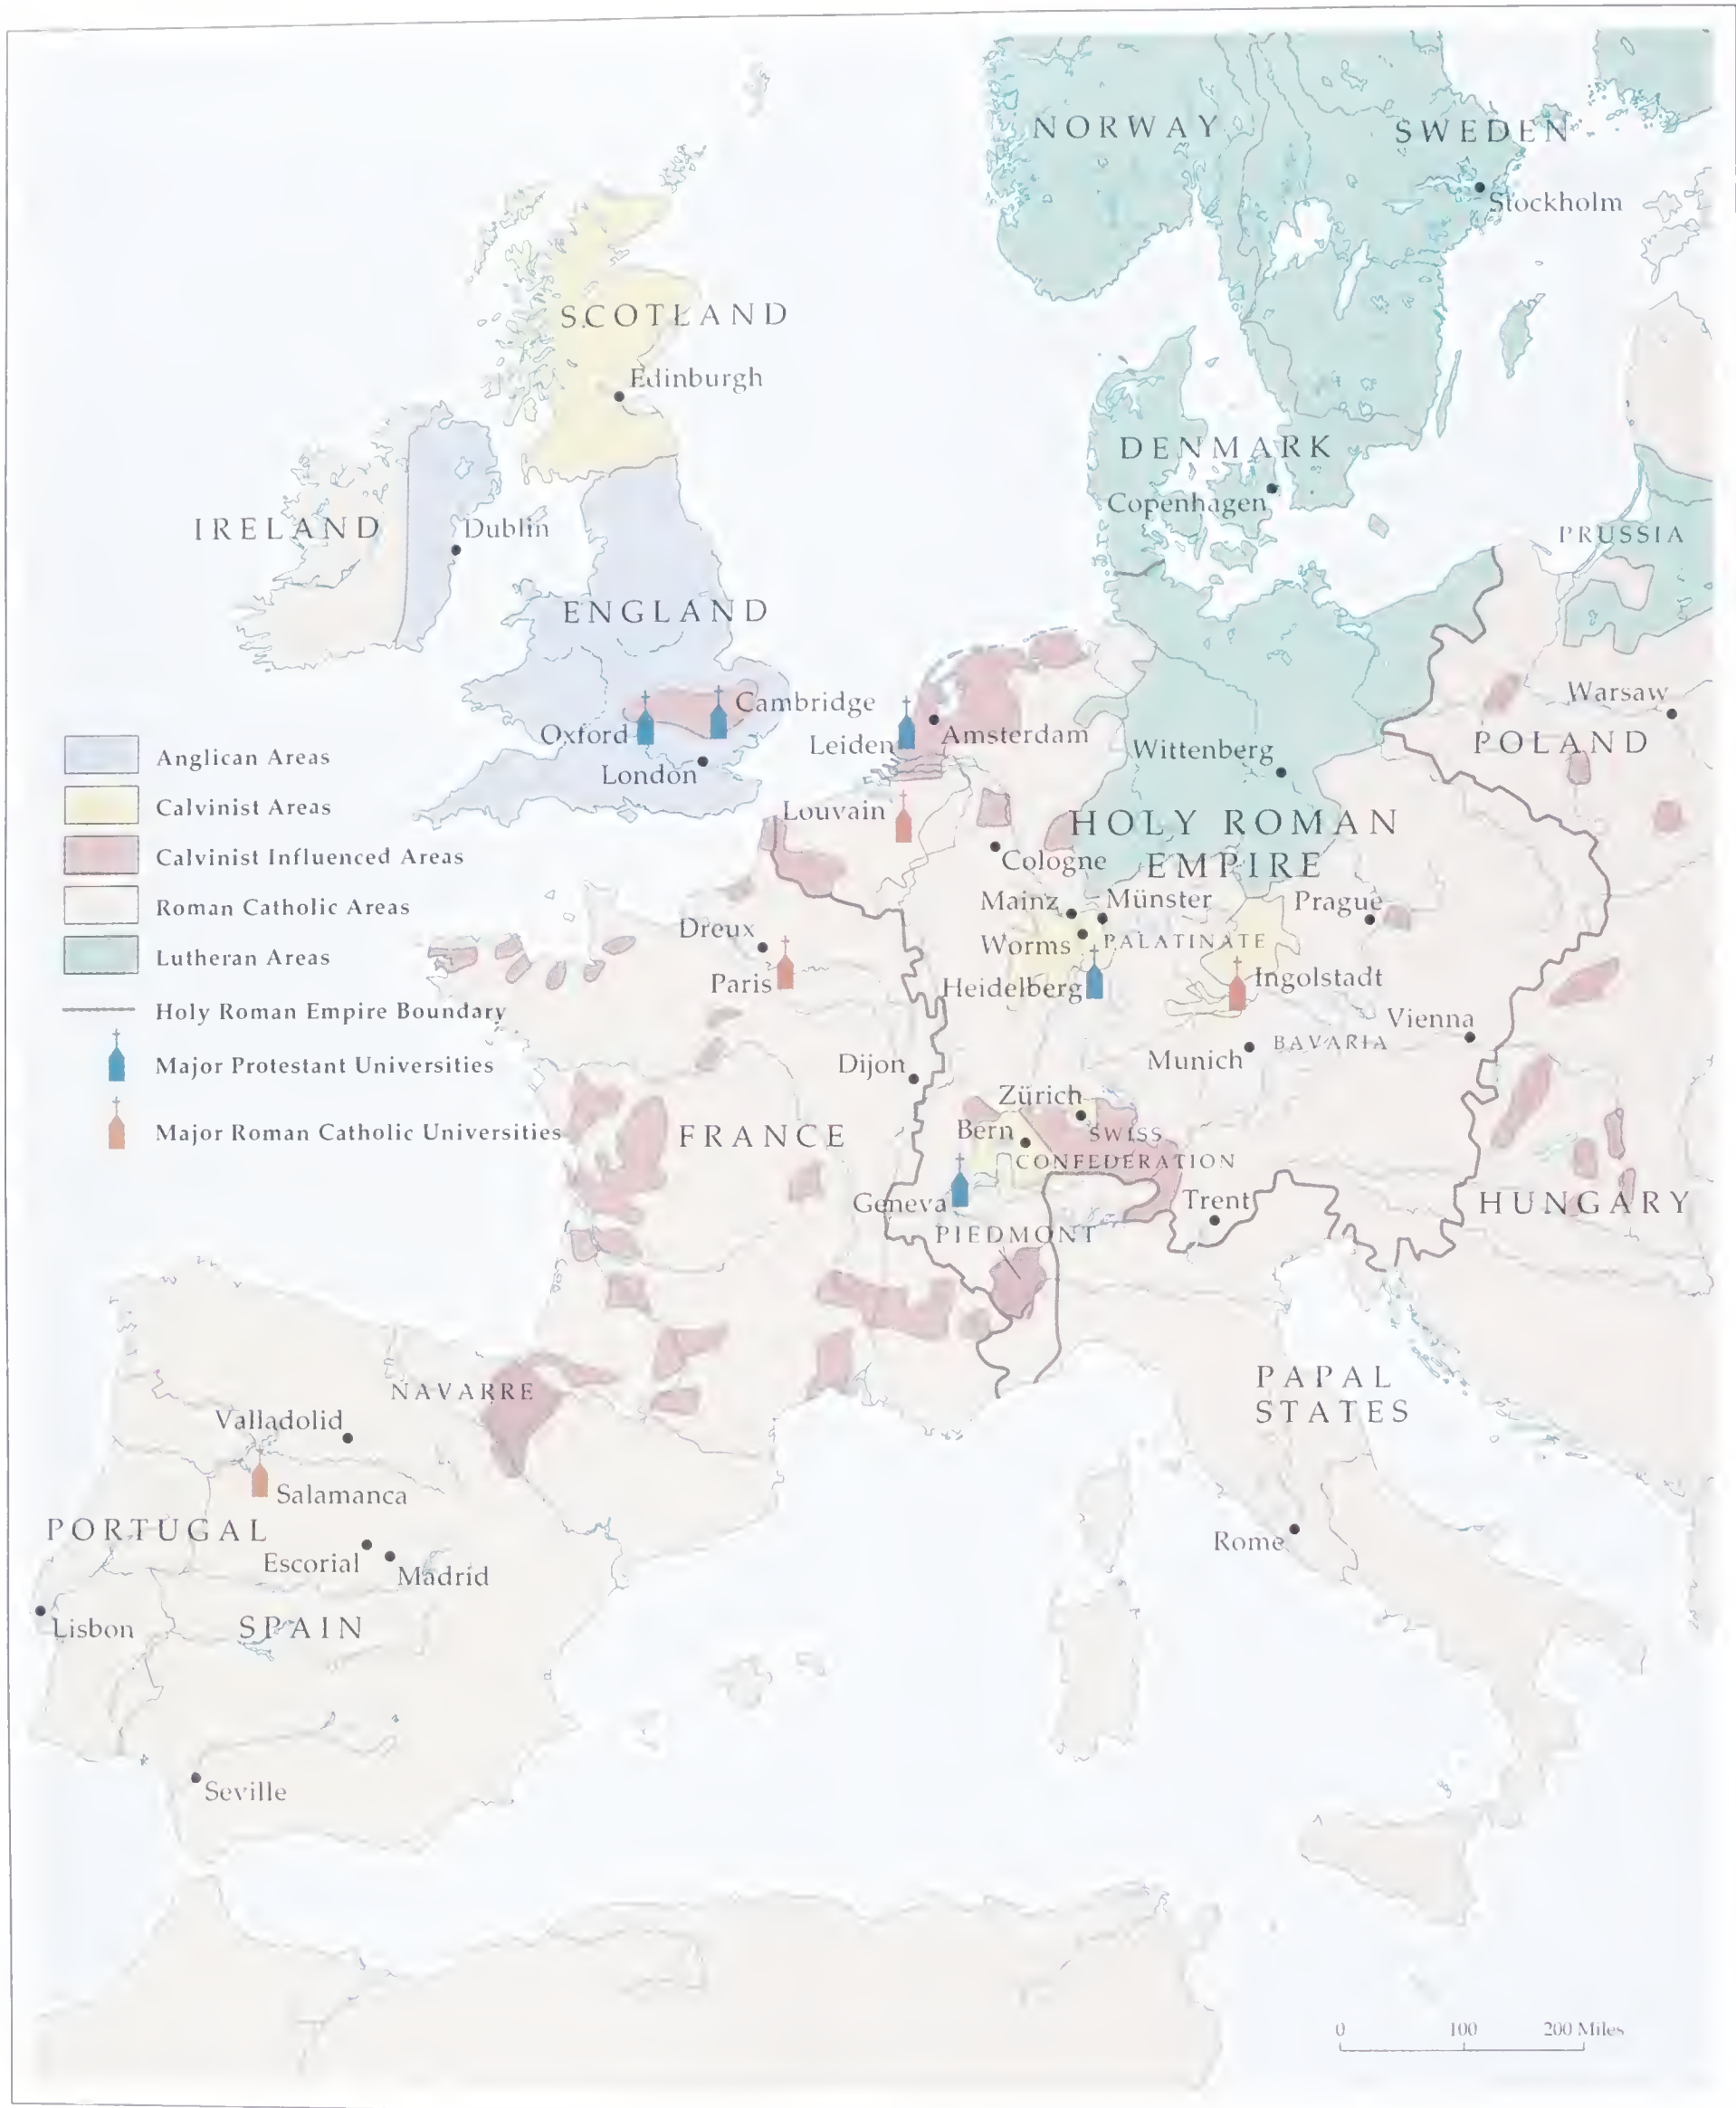 NORWAY
SWEDEN
Stockholm
SCOTLAND
Edinburgh
DENMARK
Copenhagen
PRUSSIA
IRELAND
Dublin
ENGLAND
Cambridge
Oxford
London
Leiden
Amsterdam
Wittenberg
Warsaw
POLAND
Louvain
HOLY ROMAN
EMPIRE
Cologne
Mainz
Münster
Prague
Worms
PALATINATE
Heidelberg
Ingolstadt
Dreux
Paris
Vienna
Munich
BAVARIA
Dijon
Zürich
Bern
SWISS
CONFEDERATION
FRANCE
Geneva
Trent
HUNGARY
PIEDMONT
Anglican Areas
Calvinist Areas
Calvinist Influenced Areas
Roman Catholic Areas
Lutheran Areas
Holy Roman Empire Boundary
Major Protestant Universities
Major Roman Catholic Universities
NAVARRE
PAPAL
STATES
Valladolid
Salamanca
PORTUGAL
Escorial
Madrid
Rome
Lisbon
SPAIN
Seville
0 100 200 Miles